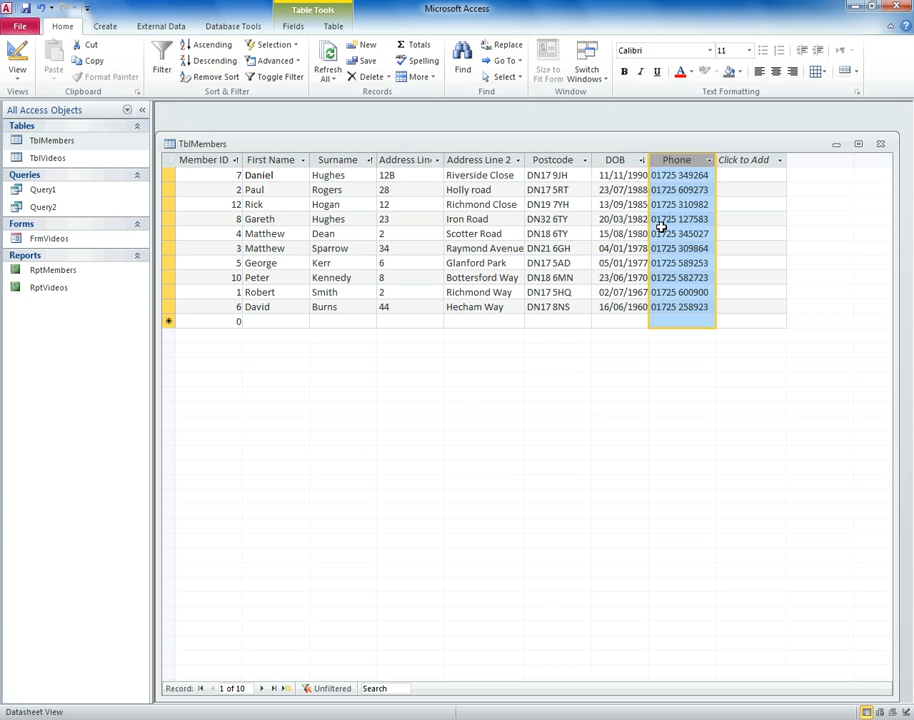 Table Tools
Microsoft Access
File Home Create External Data Database Tools Fields Table
View
Views
Paste
Cut
Copy
Format Painter
Clipboard
Filter
Ascending
Descending
Remove Sort
Selection
Advanced
Toggle Filter
Sort & Filter
Refresh
All
New
Save
Delete
Totals
Spelling
More
Records
Find
Replace
Go To
Select
Find
Size to
Fit Form
Switch
Windows
Window
Calibri 11
B I U A
Text Formatting
All Access Objects
Tables
TblMembers
TblVideos
Queries
Query1
Query2
Forms
FrmVideos
Reports
RptMembers
RptVideos
TblMembers
Member ID First Name Surname Address Line Address Line 2 Postcode DOB Phone Click to Add
7 Daniel Hughes 12B Riverside Close DN17 9JH 11/11/1990 01725 349264
2 Paul Rogers 28 Holly road DN17 5RT 23/07/1988 01725 609273
12 Rick Hogan 12 Richmond Close DN19 7YH 13/09/1985 01725 310982
8 Gareth Hughes 23 Iron Road DN32 6TY 20/03/1982 01725 127583
4 Matthew Dean 2 Scotter Road DN18 6TY 15/08/1980 01725 345027
3 Matthew Sparrow 34 Raymond Avenue DN21 6GH 04/01/1978 01725 309864
5 George Kerr 6 Glanford Park DN17 5AD 05/01/1977 01725 589253
10 Peter Kennedy 8 Bottersford Way DN18 6MN 23/06/1970 01725 582723
1 Robert Smith 2 Richmond Way DN17 5HQ 02/07/1967 01725 600900
6 David Burns 44 Hecham Way DN17 8NS 16/06/1960 01725 258923
0
Record: 1 of 10 Unfiltered Search
Datasheet View